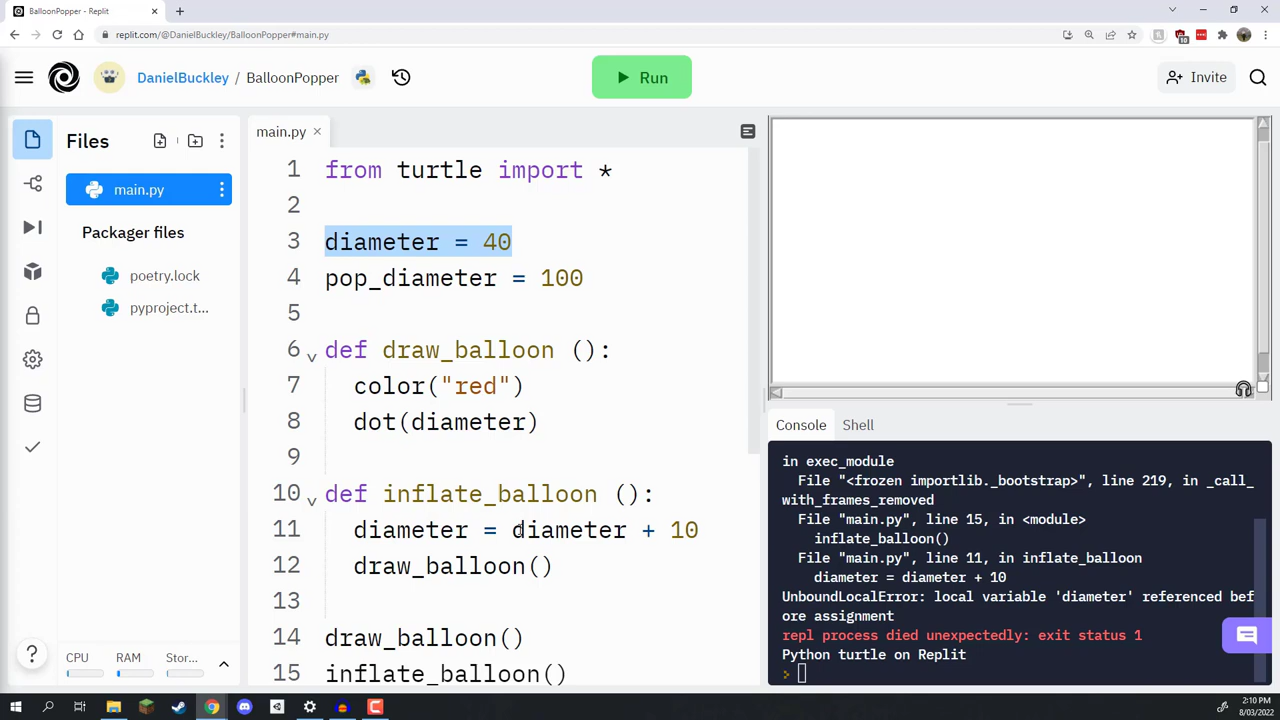 BalloonPopper - Replit
replit.com/@DanielBuckley/BalloonPopper#main.py
10
DanielBuckley / BalloonPopper
Run
Invite
Files
main.py
Packager files
poetry.lock
pyproject.t...
CPU
RAM
Stor...
main.py
1 from turtle import *
2
3 diameter = 40
4 pop_diameter = 100
5
6 def draw_balloon ():
7 color("red")
8 dot(diameter)
9
10 def inflate_balloon ():
11 diameter = diameter + 10
12 draw_balloon()
13
14 draw_balloon()
15 inflate_balloon()
Console
Shell
in exec_module
File "<frozen importlib._bootstrap>", line 219, in _call_
with_frames_removed
File "main.py", line 15, in <module>
inflate_balloon()
File "main.py", line 11, in inflate_balloon
diameter = diameter + 10
UnboundLocalError: local variable 'diameter' referenced bef
ore assignment
repl process died unexpectedly: exit status 1
Python turtle on Replit
>
2:10 PM
8/03/2022